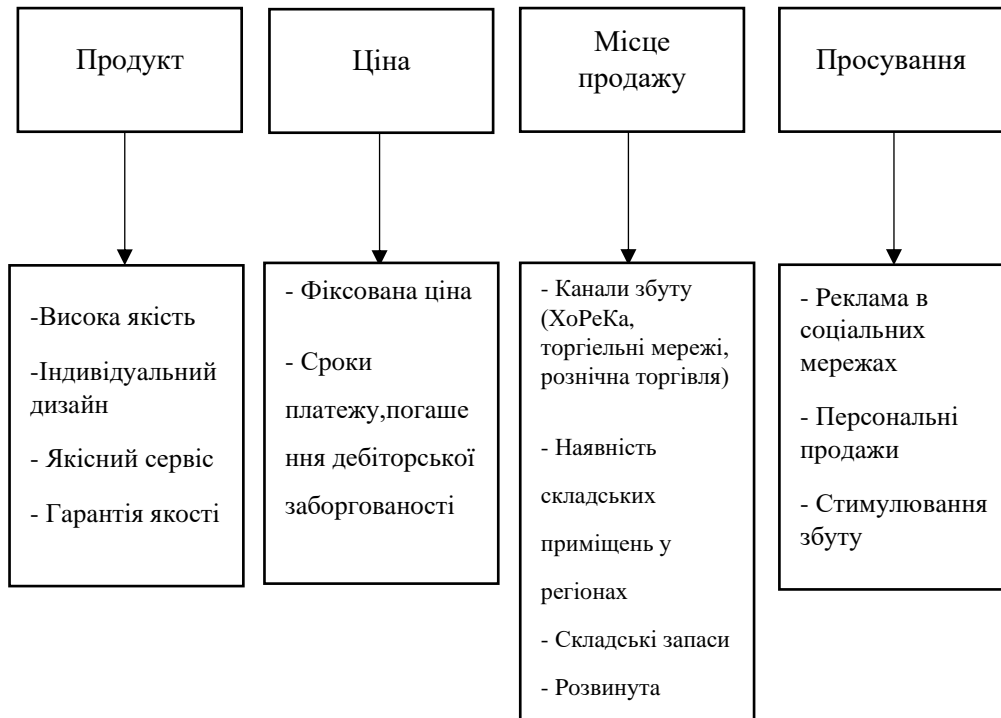 Продукт
Ціна
Місце
продажу
Просування
-Висока якість
-Індивідуальний
дизайн
- Якісний сервіс
- Гарантія якості
- Фіксована ціна
- Сроки
платежу,погаше
ння дебіторської
заборгованості
- Канали збуту
(ХоРеКа,
торгіельні мережі,
рознічна торгівля)
- Наявність
складських
приміщень у
регіонах
- Складські запаси
- Розвинута
- Реклама в
соціальних
мережах
- Персональні
продажи
- Стимулювання
збуту